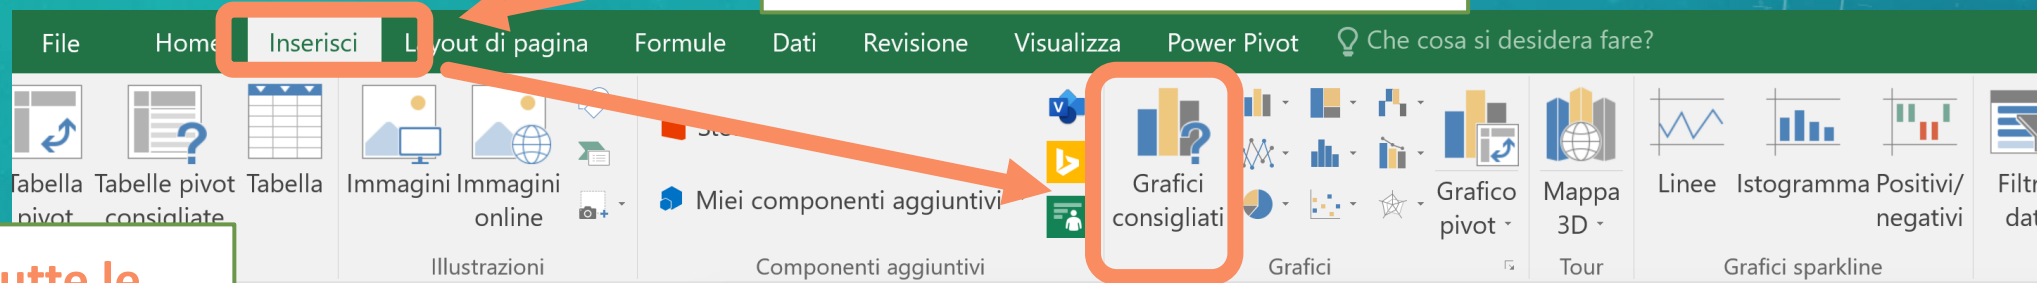 File Home Inserisci Layout di pagina Formule Dati Revisione Visualizza Power Pivot Che cosa si desidera fare?
Tabella pivot
Tabelle pivot consigliate
Tabella
Immagini
Immagini online
Miei componenti aggiuntivi
Grafici consigliati
Grafico pivot
Mappa 3D
Linee
Istogramma
Positivi/ negativi
Illustrazioni
Componenti aggiuntivi
Grafici
Tour
Grafici sparkline
le